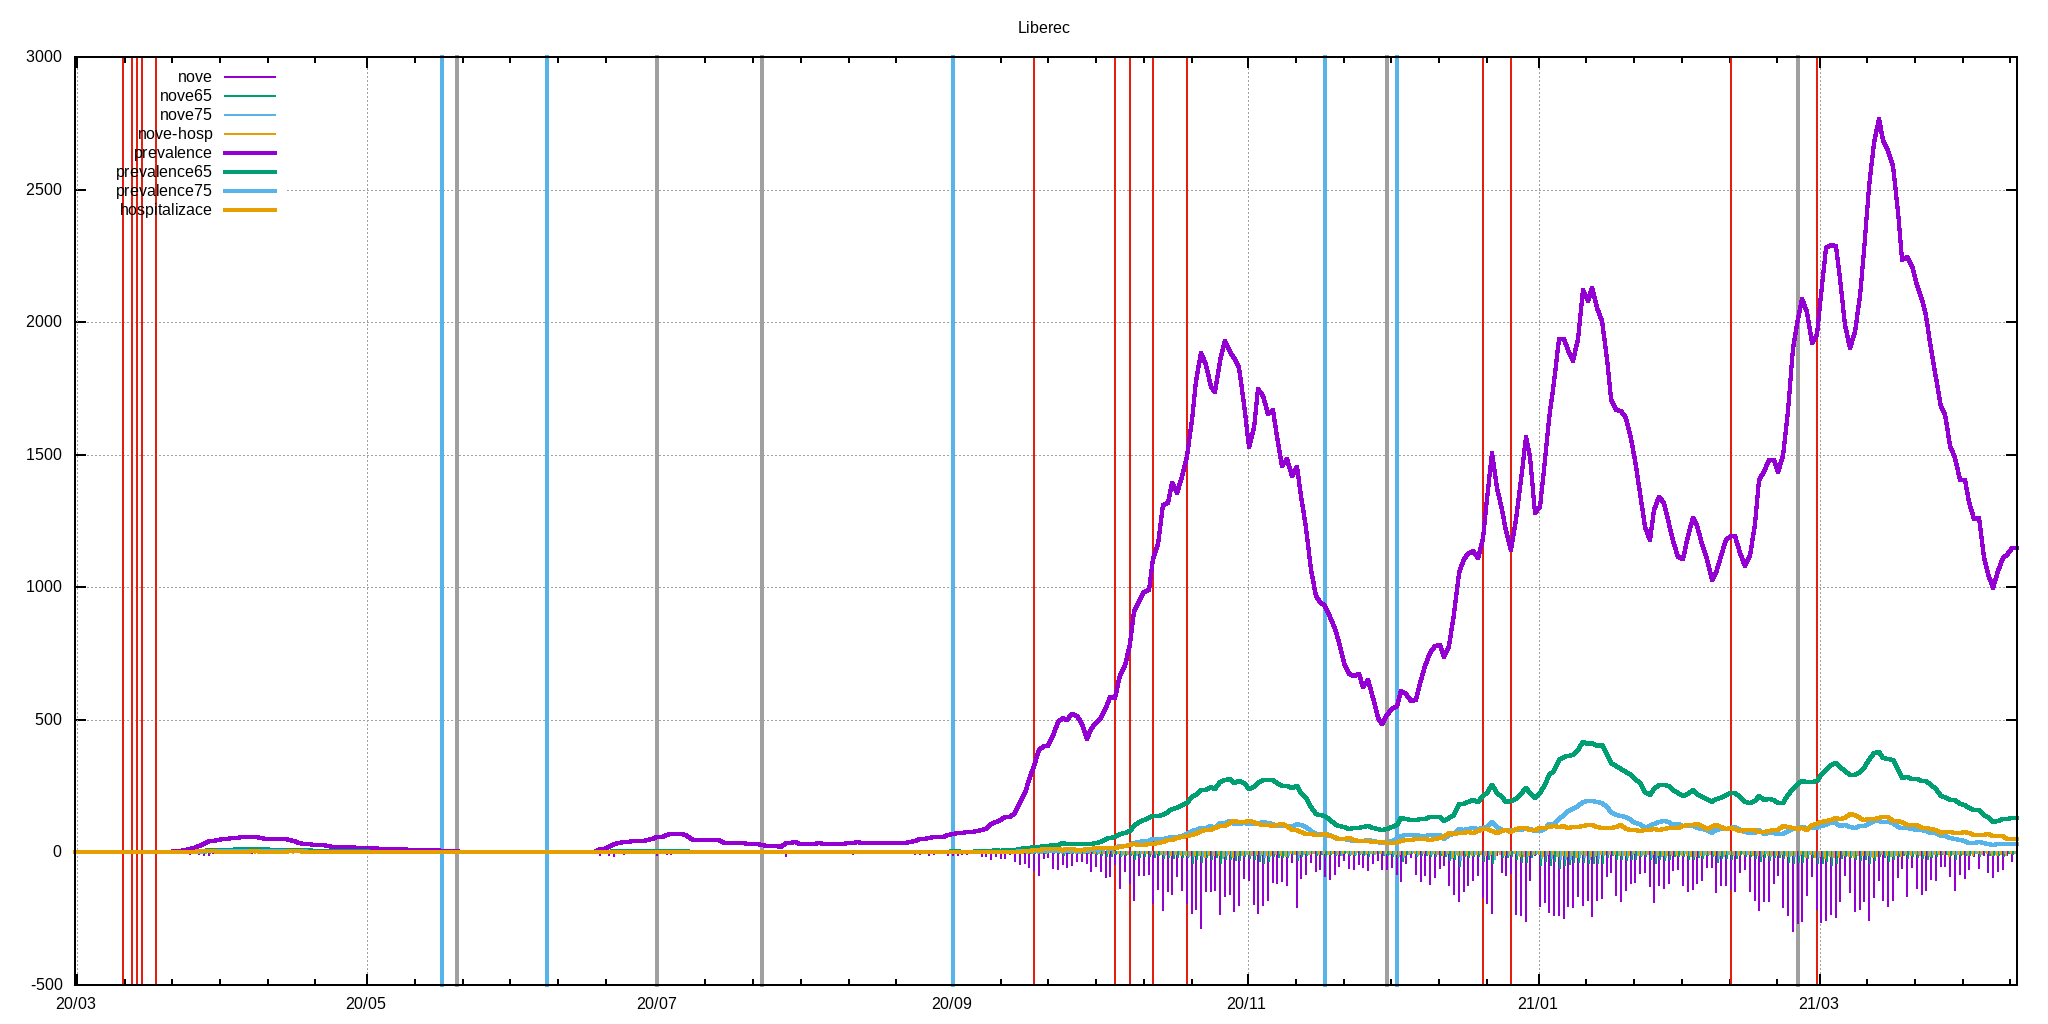 Liberec
3000
nove
nove65
nove75
nove-hosp
prevalence
prevalence65
prevalence75
hospitalizace
2500
2000
1500
1000
500
0
-500
20/03 20/05 20/07 20/09 20/11 21/01 21/03